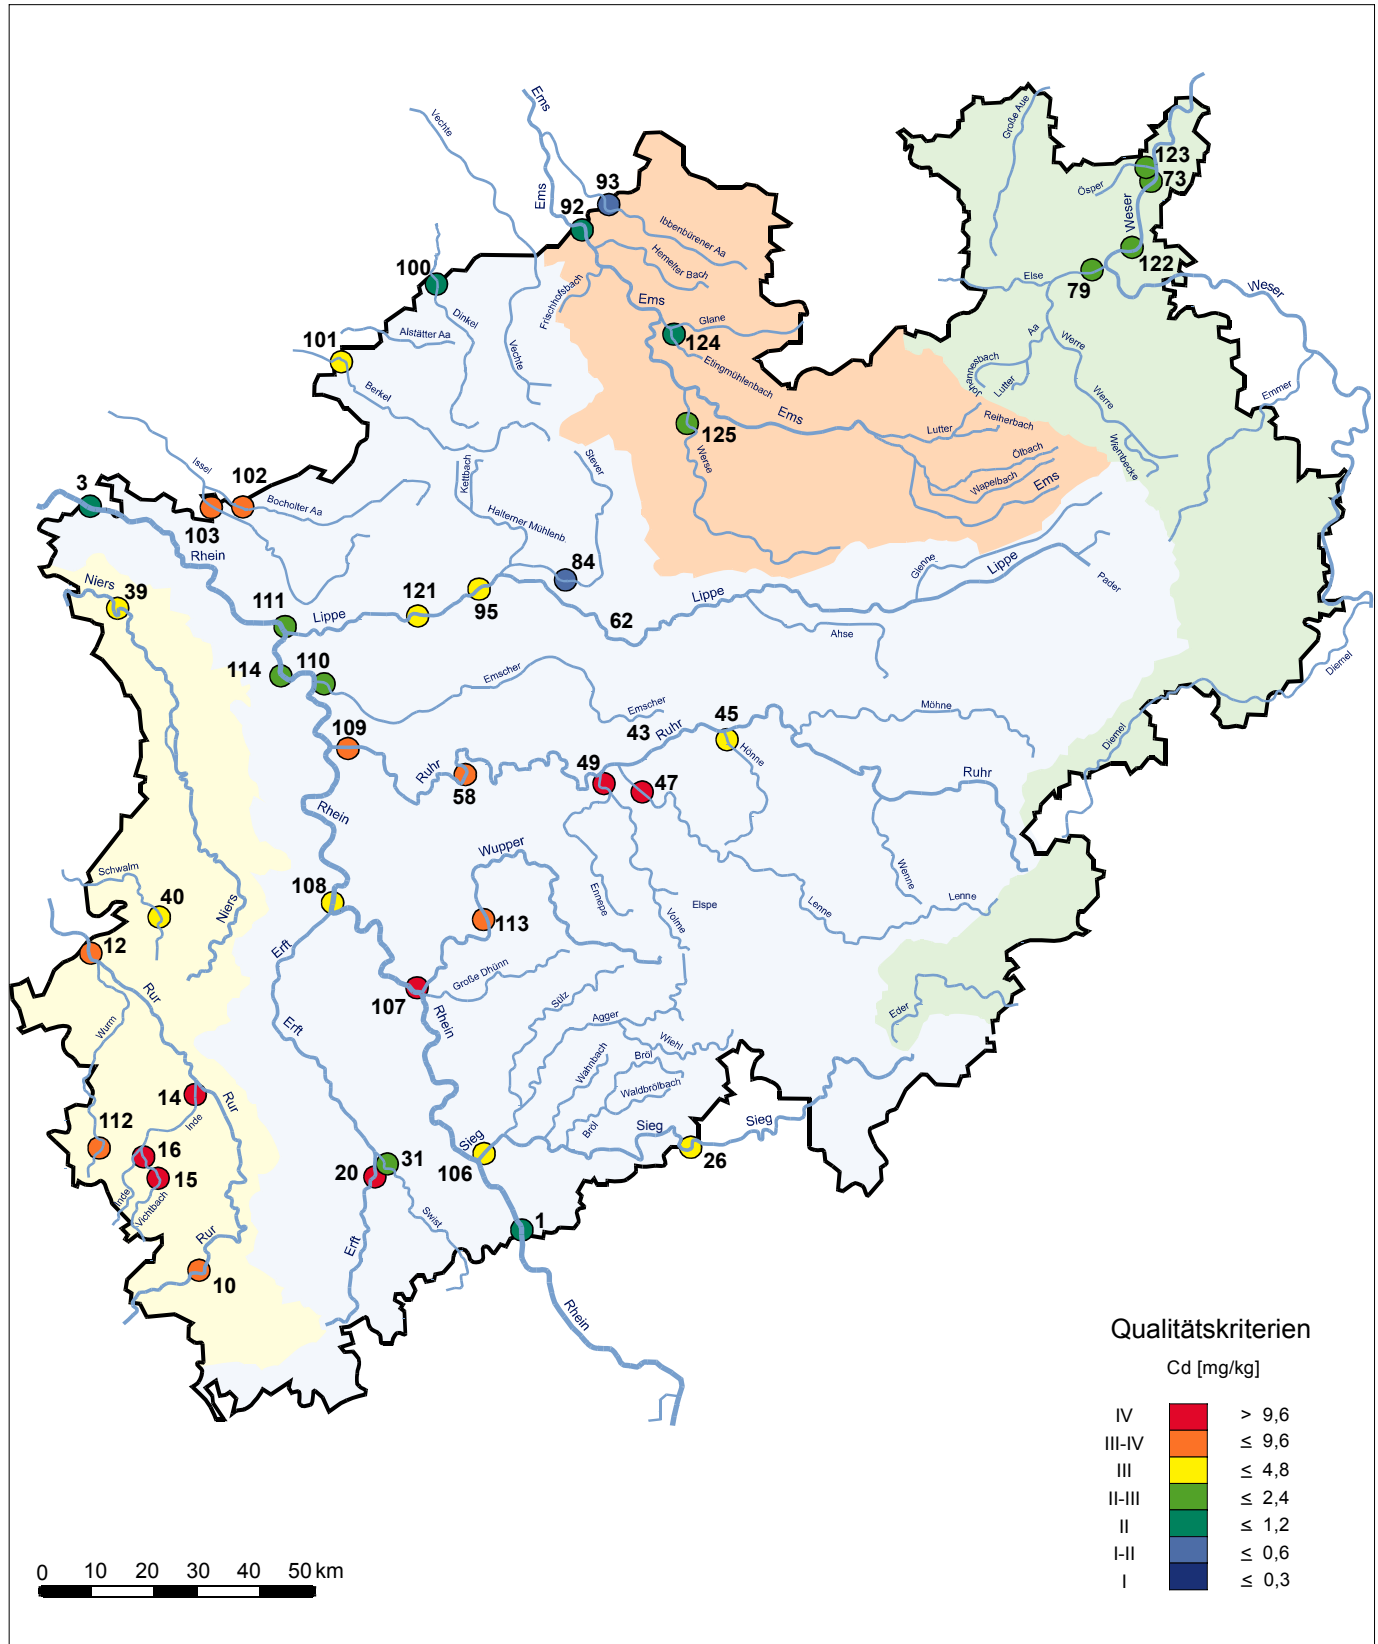 Ems
Vechte
Große Aue
123
73
Ösper
Weser
93
Ems
92
Ibbenbürener Aa
Hemelter Bach
122
79
Else
Weser
100
Frischhofsbach
Ems
Glane
124
Dinkel
Alstätter Aa
Vechte
Etingmühlenbach
101
Aa
Werre
Johannesbach
Lutter
Werre
Emmer
Berkel
Ems
125
Werse
Lutter
Reiherbach
Ölbach
Wapelbach
Ems
Wiembecke
Issel
102
3
Bocholter Aa
103
Kettbach
Stever
Halterner Mühlenb.
Rhein
84
Niers
39
111
Lippe
121
95
62
Lippe
Glenne
Lippe
Pader
Ahse
114
110
Emscher
Emscher
Diemel
Diemel
109
43
Ruhr
45
Hönne
Möhne
Ruhr
58
49
47
Ruhr
Rhein
Wupper
Schwalm
40
Niers
108
113
Ennepe
Volme
Elspe
Lenne
Wenne
Lenne
12
Rur
Erft
107
Große Dhünn
Rhein
Sülz
Agger
Wiehl
Eder
Wurm
Erft
Wahnbach
Bröl
Waldbrölbach
Bröl
14
Inde
Rur
112
16
15
Inde
Vichtbach
Sieg
106
Sieg
26
Sieg
20
31
Swist
1
Rur
10
Erft
Rhein
Qualitätskriterien
Cd [mg/kg]
IV > 9,6
III-IV ≤ 9,6
III ≤ 4,8
II-III ≤ 2,4
II ≤ 1,2
I-II ≤ 0,6
I ≤ 0,3
0 10 20 30 40 50 km